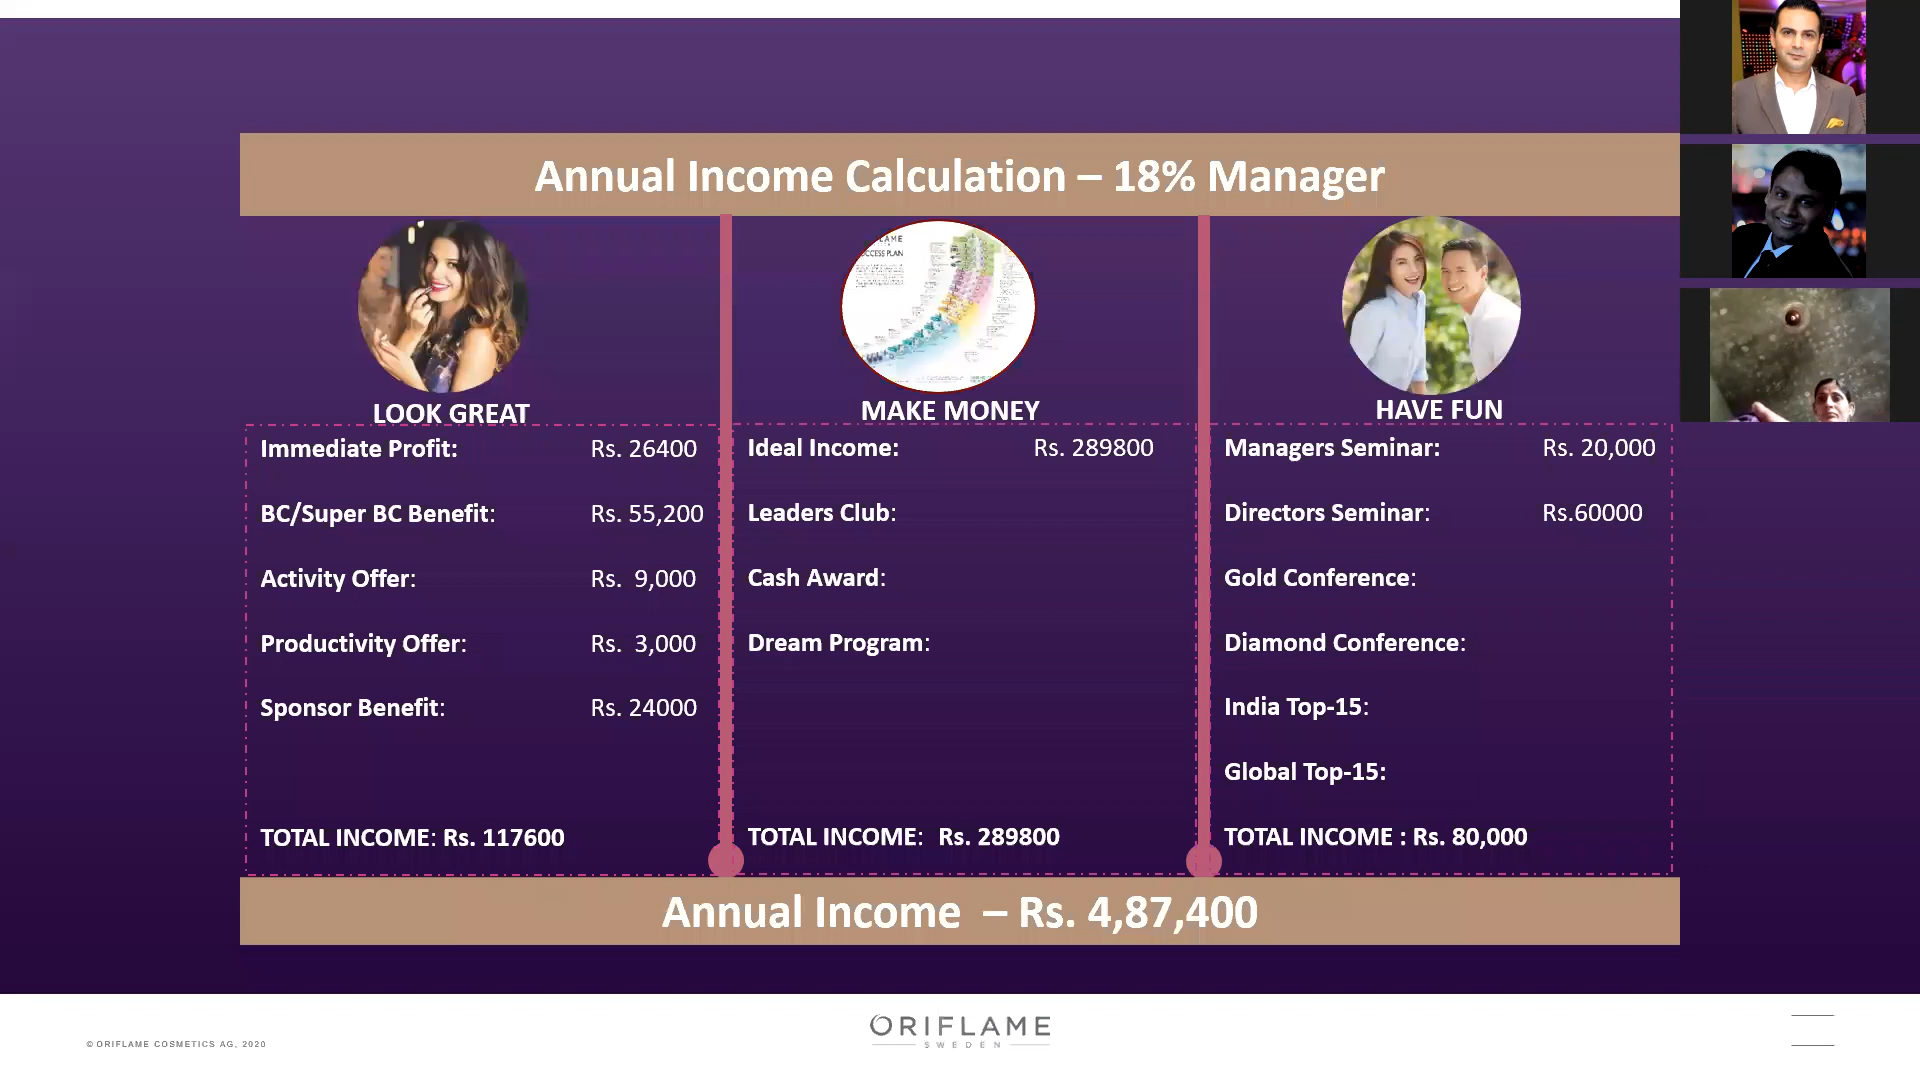 Annual Income Calculation – 18% Manager
LAME
CCESS PLAN
LOOK GREAT
Immediate Profit: Rs. 26400
BC/Super BC Benefit: Rs. 55,200
Activity Offer: Rs. 9,000
Productivity Offer: Rs. 3,000
Sponsor Benefit: Rs. 24000
TOTAL INCOME: Rs. 117600
MAKE MONEY
Ideal Income: Rs. 289800
Leaders Club:
Cash Award:
Dream Program:
TOTAL INCOME: Rs. 289800
HAVE FUN
Managers Seminar: Rs. 20,000
Directors Seminar: Rs.60000
Gold Conference:
Diamond Conference:
India Top-15:
Global Top-15:
TOTAL INCOME : Rs. 80,000
Annual Income – Rs. 4,87,400
© ORIFLAME COSMETICS AG, 2020
ORIFLAME
SWEDEN